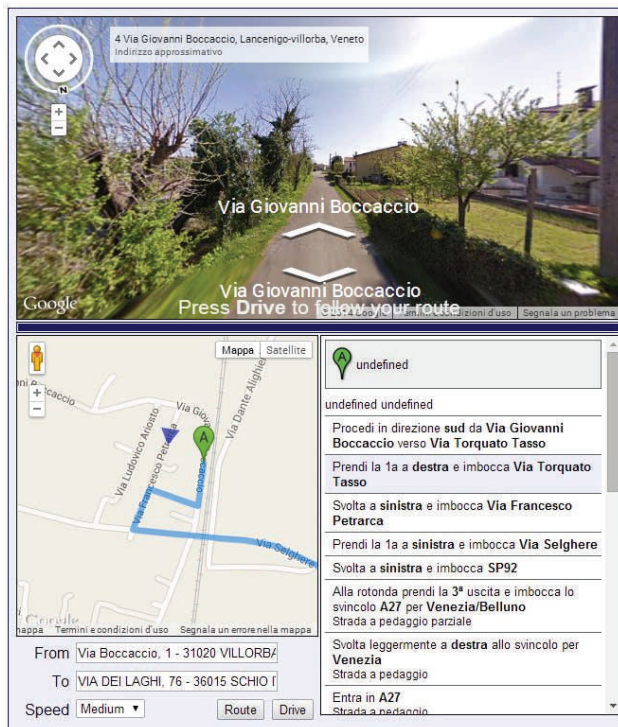 4 Via Giovanni Boccaccio, Lancenigo-villorba, Veneto
Indirizzo approssimativo
N
+
−
Via Giovanni Boccaccio
Via Giovanni Boccaccio
Press Drive to follow your route
Google
Termini e condizioni d'uso
Segnala un problema
Mappa
Satellite
+
−
Boccaccio
Via Ludovico Ariosto
Via Francesco Petrarca
Via Dante Alighieri
A
Via Selghere
Google
mappa
Termini e condizioni d'uso
Segnala un errore nella mappa
A undefined
undefined undefined
Procedi in direzione sud da Via Giovanni
Boccaccio verso Via Torquato Tasso
Prendi la 1a a destra e imbocca Via Torquato
Tasso
Svolta a sinistra e imbocca Via Francesco
Petrarca
Prendi la 1a a sinistra e imbocca Via Selghere
Svolta a sinistra e imbocca SP92
Alla rotonda prendi la 3ª uscita e imbocca lo
svincolo A27 per Venezia/Belluno
Strada a pedaggio parziale
Svolta leggermente a destra allo svincolo per
Venezia
Strada a pedaggio
Entra in A27
Strada a pedaggio
From Via Boccaccio, 1 - 31020 VILLORBA
To VIA DEI LAGHI, 76 - 36015 SCHIO
Speed Medium
Route
Drive